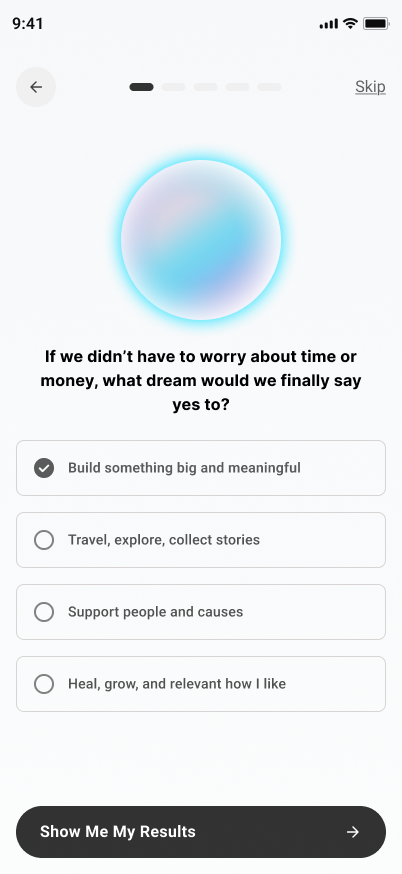 9:41
Skip
If we didn’t have to worry about time or
money, what dream would we finally say
yes to?
Build something big and meaningful
Travel, explore, collect stories
Support people and causes
Heal, grow, and relevant how I like
Show Me My Results